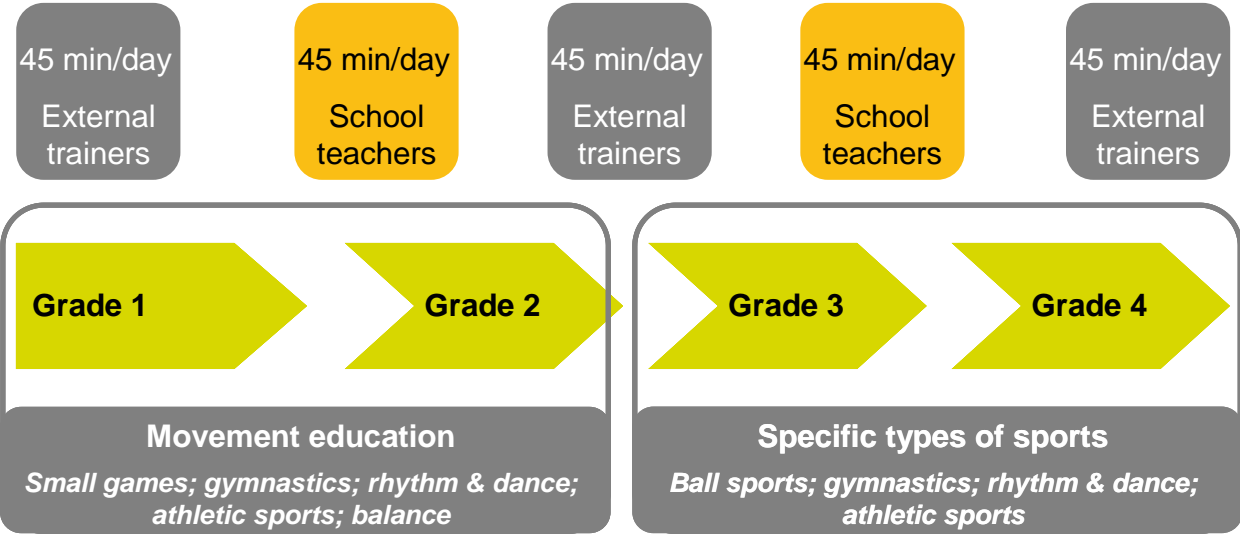 45 min/day
External
trainers
45 min/day
School
teachers
45 min/day
External
trainers
45 min/day
School
teachers
45 min/day
External
trainers
Grade 1
Grade 2
Grade 3
Grade 4
Movement education
Small games; gymnastics; rhythm & dance;
athletic sports; balance
Specific types of sports
Ball sports; gymnastics; rhythm & dance;
athletic sports